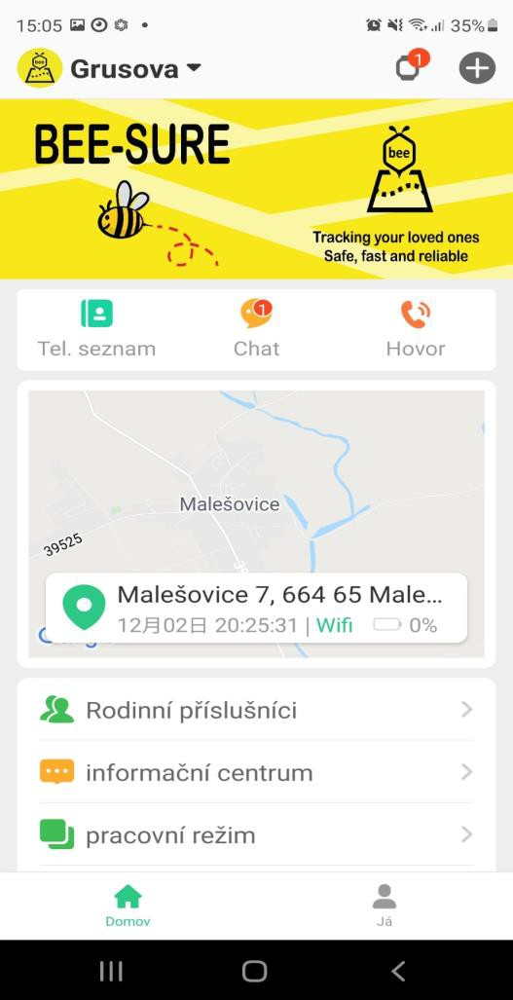 15:05
35%
Grusova
1
BEE-SURE
bee
Tracking your loved ones
Safe, fast and reliable
1
Tel. seznam
Chat
Hovor
Malešovice
39525
Malešovice 7, 664 65 Male...
12月02日 20:25:31 | Wifi 0%
Rodinní příslušníci
informační centrum
pracovní režim
Domov
Já